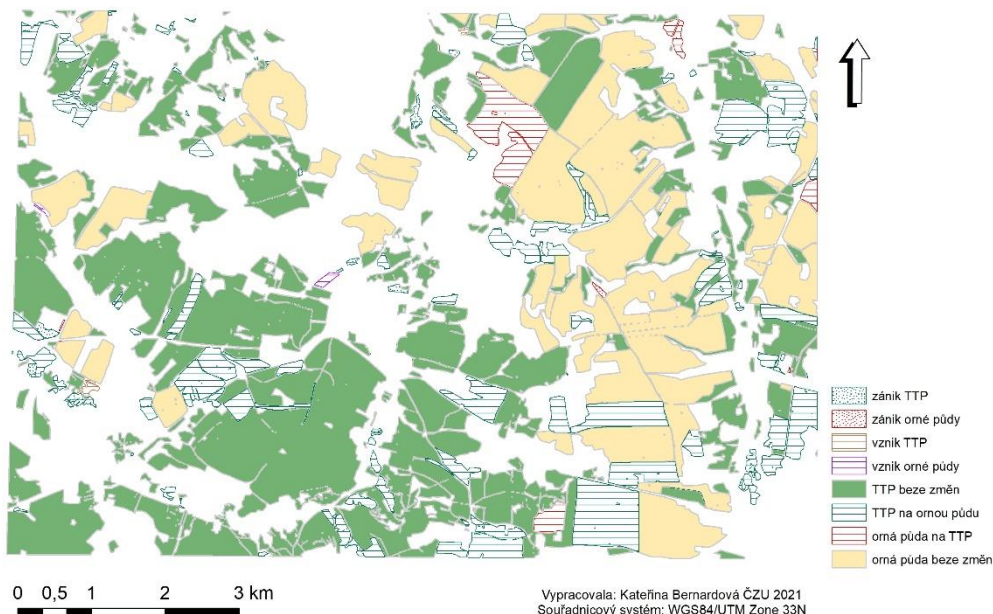 zánik TTP
zánik orné půdy
vznik TTP
vznik orné půdy
TTP beze změn
TTP na ornou půdu
orná půda na TTP
orná půda beze změn
0 0,5 1 2 3 km
Vypracovala: Kateřina Bernardová ČZU 2021
Souřadnicový systém: WGS84/UTM Zone 33N